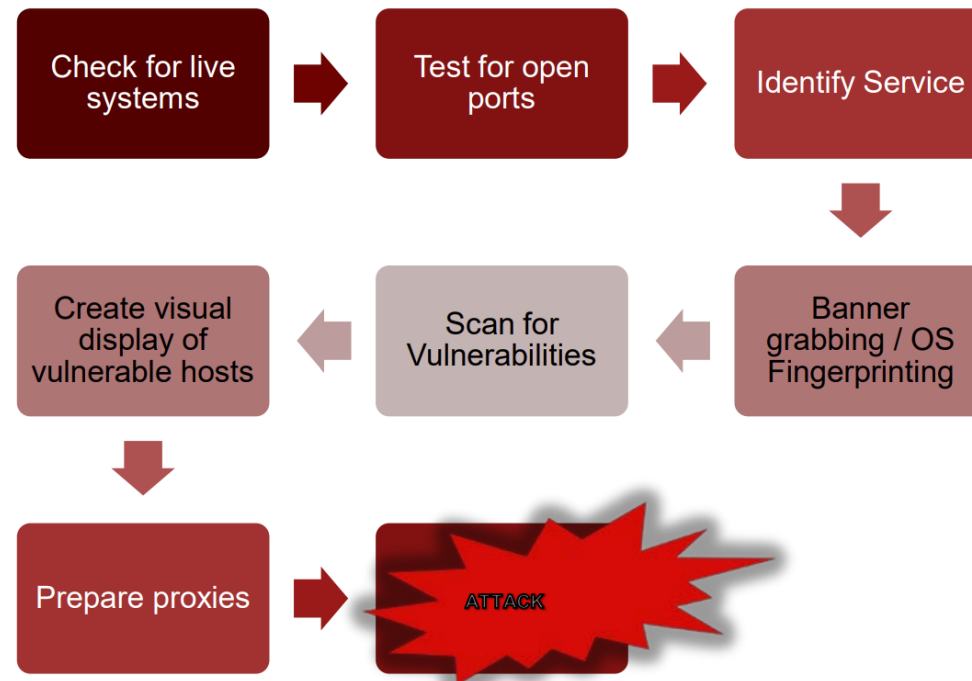 Check for live
systems
Test for open
ports
Identify Service
Banner
grabbing / OS
Fingerprinting
Scan for
Vulnerabilities
Create visual
display of
vulnerable hosts
Prepare proxies
ATTACK